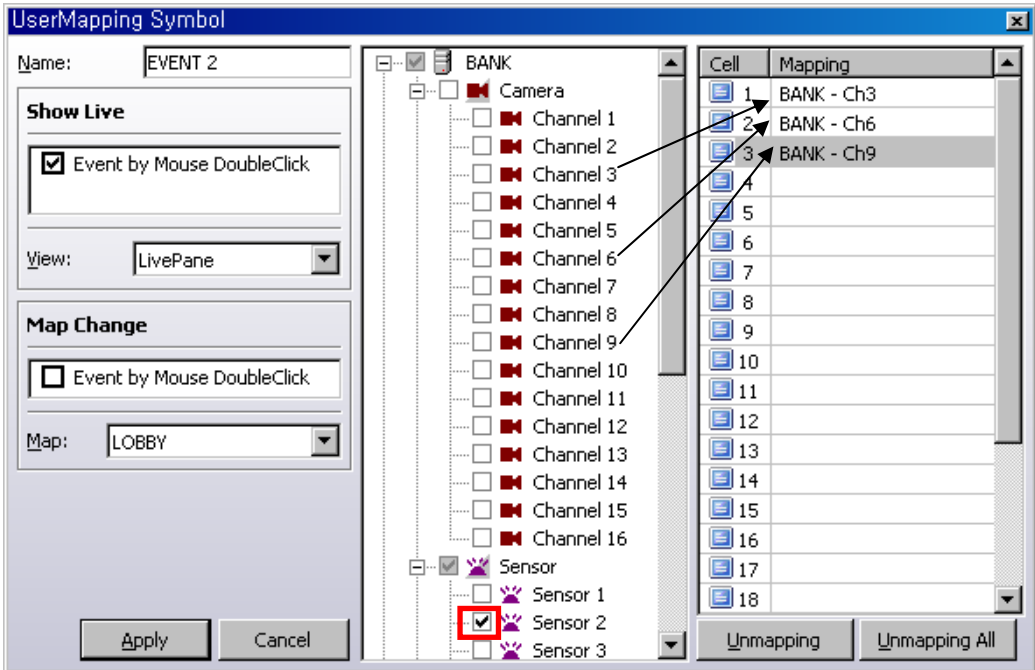 UserMapping Symbol
Name: EVENT 2
Show Live
Event by Mouse DoubleClick
View: LivePane
Map Change
Event by Mouse DoubleClick
Map: LOBBY
Apply Cancel
BANK
Camera
Channel 1
Channel 2
Channel 3
Channel 4
Channel 5
Channel 6
Channel 7
Channel 8
Channel 9
Channel 10
Channel 11
Channel 12
Channel 13
Channel 14
Channel 15
Channel 16
Sensor
Sensor 1
Sensor 2
Sensor 3
Cell Mapping
1 BANK - Ch3
2 BANK - Ch6
3 BANK - Ch9
4
5
6
7
8
9
10
11
12
13
14
15
16
17
18
Unmapping Unmapping All